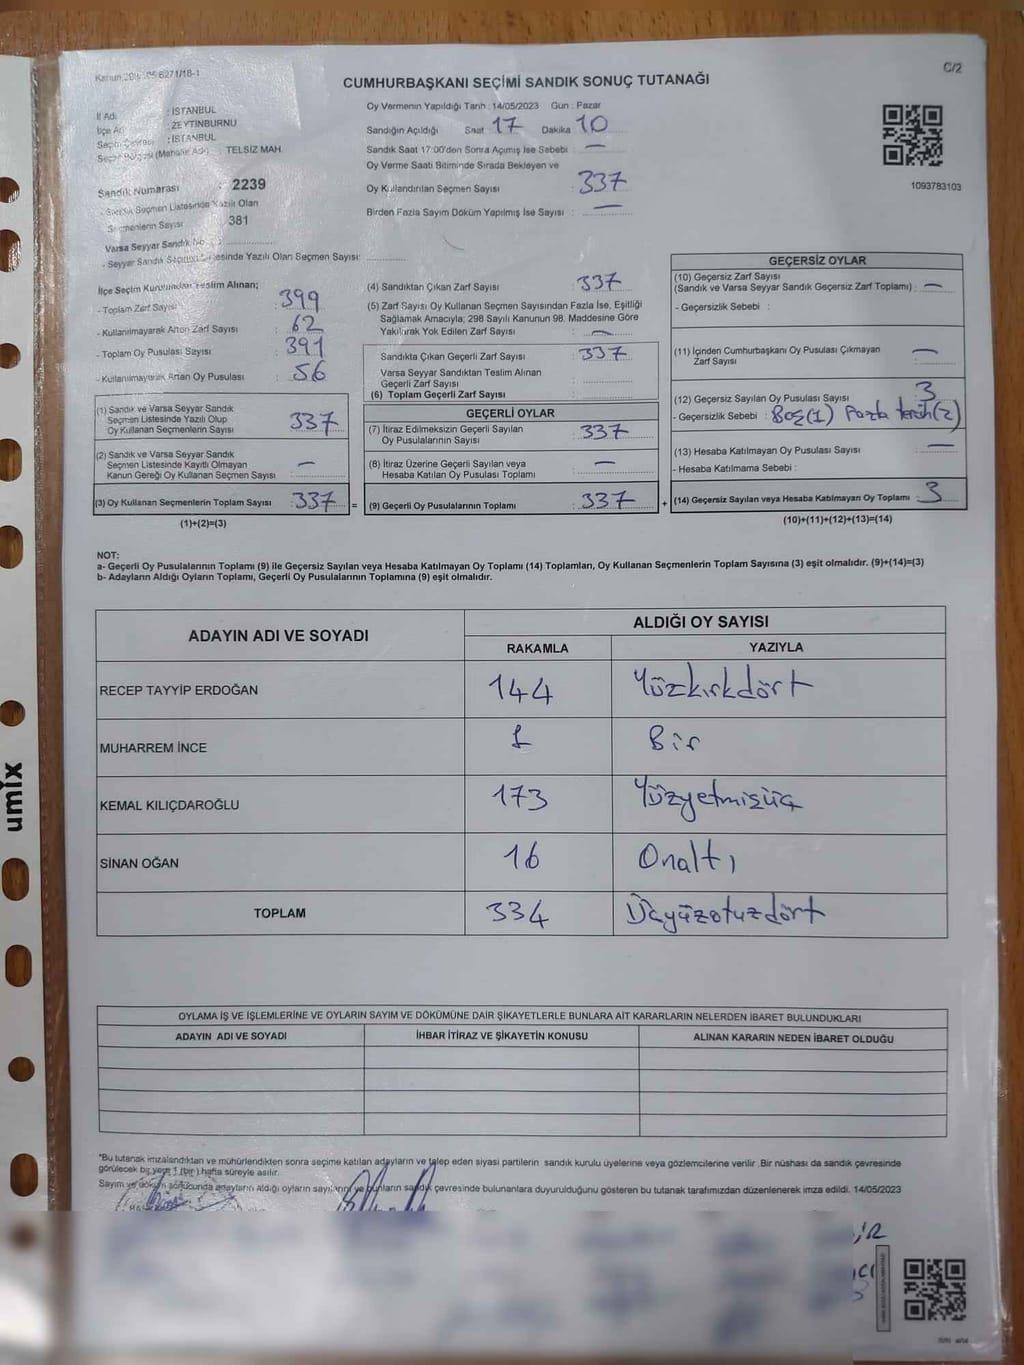 C/2
CUMHURBAŞKANI SEÇİMİ SANDIK SONUÇ TUTANAĞI
İl Adı : İSTANBUL
: ZEYTİNBURNU
: İSTANBUL
TELSİZ MAH.
Sandık Numarası : 2239
Seçmen Listesinde Yazılı Olan
Seçmenlerin Sayısı 381
Varsa Seyyar Sandık No
- Seyyar Sandık Seçmen Listesinde Yazılı Olan Seçmen Sayısı:
Oy Vermenin Yapıldığı Tarih : 14/05/2023 Gün : Pazar
Sandığın Açıldığı Saat 17 Dakika 10
Sandık Saat 17:00'den Sonra Açılmış İse Sebebi : —
Oy Verme Saati Bitiminde Sırada Bekleyen ve
Oy Kullandırılan Seçmen Sayısı : 337
Birden Fazla Sayım Döküm Yapılmış İse Sayısı : —
1093783103
İlçe Seçim Kurulundan Teslim Alınan;
- Toplam Zarf Sayısı : 399
- Kullanılmayarak Artan Zarf Sayısı : 62
- Toplam Oy Pusulası Sayısı : 391
- Kullanılmayarak Artan Oy Pusulası : 56
(1) Sandık ve Varsa Seyyar Sandık
Seçmen Listesinde Yazılı Olup
Oy Kullanan Seçmenlerin Sayısı : 337
(2) Sandık ve Varsa Seyyar Sandık
Seçmen Listesinde Kayıtlı Olmayan
Kanun Gereği Oy Kullanan Seçmen Sayısı : —
(3) Oy Kullanan Seçmenlerin Toplam Sayısı : 337 =
(1)+(2)=(3)
(4) Sandıktan Çıkan Zarf Sayısı : 337
(5) Zarf Sayısı Oy Kullanan Seçmen Sayısından Fazla İse, Eşitliği
Sağlamak Amacıyla; 298 Sayılı Kanunun 98. Maddesine Göre
Yakılarak Yok Edilen Zarf Sayısı : —
Sandıkta Çıkan Geçerli Zarf Sayısı : 337
Varsa Seyyar Sandıktan Teslim Alınan
Geçerli Zarf Sayısı :
(6) Toplam Geçerli Zarf Sayısı :
GEÇERLİ OYLAR
(7) İtiraz Edilmeksizin Geçerli Sayılan
Oy Pusulalarının Sayısı : 337
(8) İtiraz Üzerine Geçerli Sayılan veya
Hesaba Katılan Oy Pusulası Toplamı : —
(9) Geçerli Oy Pusulalarının Toplamı : 337 +
GEÇERSİZ OYLAR
(10) Geçersiz Zarf Sayısı
(Sandık ve Varsa Seyyar Sandık Geçersiz Zarf Toplamı) : —
- Geçersizlik Sebebi :
(11) İçinden Cumhurbaşkanı Oy Pusulası Çıkmayan
Zarf Sayısı : —
(12) Geçersiz Sayılan Oy Pusulası Sayısı : 3
- Geçersizlik Sebebi : Boş(1) Fazla tercih(2)
(13) Hesaba Katılmayan Oy Pusulası Sayısı : —
- Hesaba Katılmama Sebebi :
(14) Geçersiz Sayılan veya Hesaba Katılmayan Oy Toplamı : 3
(10)+(11)+(12)+(13)=(14)
NOT:
a- Geçerli Oy Pusulalarının Toplamı (9) ile Geçersiz Sayılan veya Hesaba Katılmayan Oy Toplamı (14) Toplamları, Oy Kullanan Seçmenlerin Toplam Sayısına (3) eşit olmalıdır. (9)+(14)=(3)
b- Adayların Aldığı Oyların Toplamı, Geçerli Oy Pusulalarının Toplamına (9) eşit olmalıdır.
ADAYIN ADI VE SOYADI
ALDIĞI OY SAYISI
RAKAMLA YAZIYLA
RECEP TAYYİP ERDOĞAN 144 Yüzkırkdört
MUHARREM İNCE 1 Bir
KEMAL KILIÇDAROĞLU 173 Yüzyetmişüç
SİNAN OĞAN 16 Onaltı
TOPLAM 334 Üçyüzotuzdört
umix
OYLAMA İŞ VE İŞLEMLERİNE VE OYLARIN SAYIM VE DÖKÜMÜNE DAİR ŞİKAYETLERLE BUNLARA AİT KARARLARIN NELERDEN İBARET BULUNDUKLARI
ADAYIN ADI VE SOYADI İHBAR İTİRAZ VE ŞİKAYETİN KONUSU ALINAN KARARIN NEDEN İBARET OLDUĞU
*Bu tutanak imzalandıktan ve mühürlendikten sonra seçime katılan adayların ve talep eden siyasi partilerin sandık kurulu üyelerine veya gözlemcilerine verilir. Bir nüshası da sandık çevresinde
görülecek bir yere 1 (bir) hafta süreyle asılır.
Sayım ve döküm sonucunda adayların aldığı oyların sayılarını ve bunların sandık çevresinde bulunanlara duyurulduğunu gösteren bu tutanak tarafımızdan düzenlenerek imza edildi. 14/05/2023